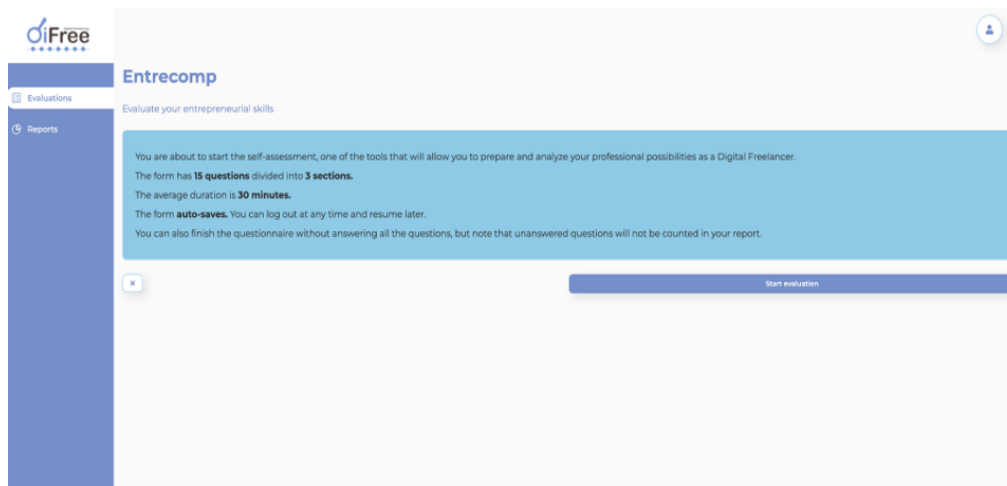 diFree
Entrecomp
Evaluations
Evaluate your entrepreneurial skills
Reports
You are about to start the self-assessment, one of the tools that will allow you to prepare and analyze your professional possibilities as a Digital Freelancer.
The form has 15 questions divided into 3 sections.
The average duration is 30 minutes.
The form auto-saves. You can log out at any time and resume later.
You can also finish the questionnaire without answering all the questions, but note that unanswered questions will not be counted in your report.
x
Start evaluation